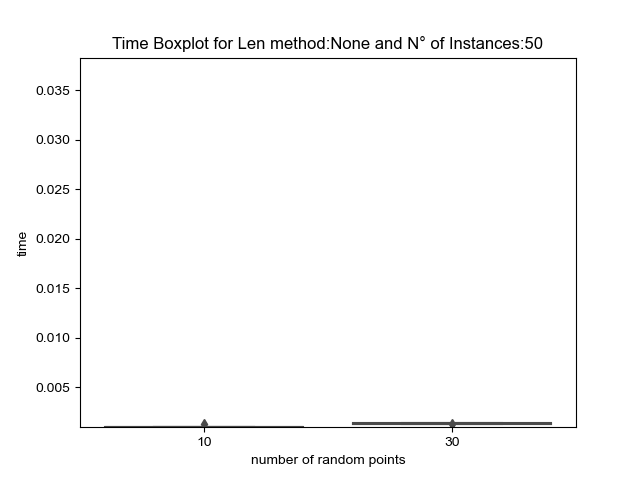 Time Boxplot for Len method:None and N° of Instances:50
0.035
0.030
0.025
0.020
0.015
0.010
0.005
time
10 30
number of random points